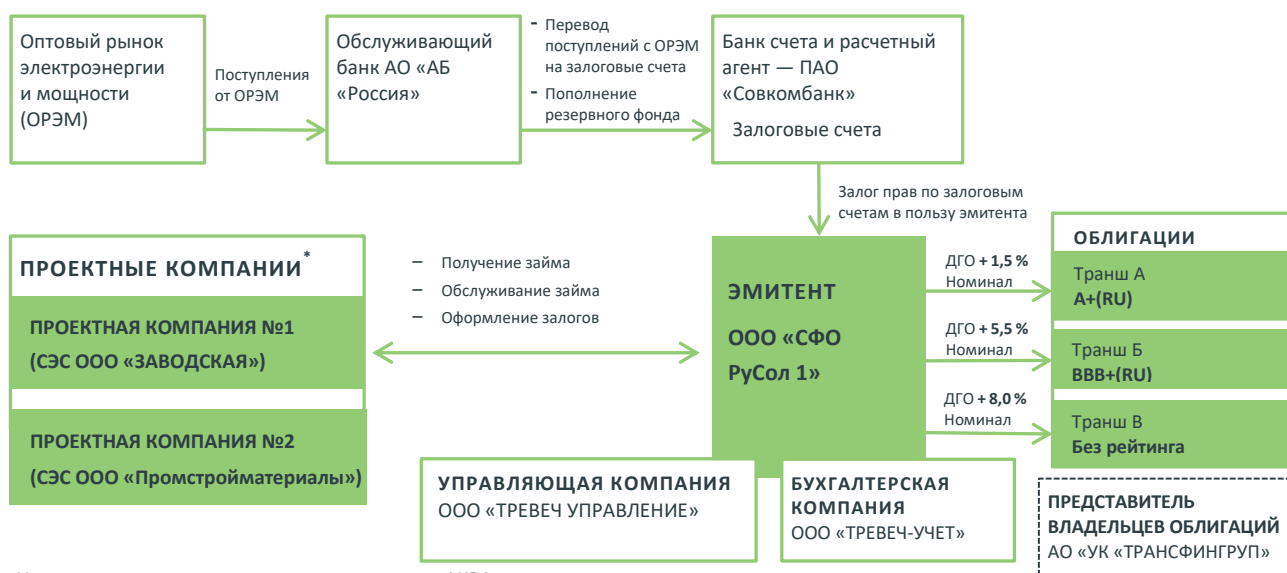 Оптовый рынок
электроэнергии
и мощности
(ОРЭМ)
Поступления
от ОРЭМ
Обслуживающий
банк АО «АБ
«Россия»
- Перевод
поступлений с ОРЭМ
на залоговые счета
- Пополнение
резервного фонда
Банк счета и расчетный
агент — ПАО
«Совкомбанк»
Залоговые счета
Залог прав по залоговым
счетам в пользу эмитента
ПРОЕКТНЫЕ КОМПАНИИ*
ПРОЕКТНАЯ КОМПАНИЯ №1
(СЭС ООО «ЗАВОДСКАЯ»)
ПРОЕКТНАЯ КОМПАНИЯ №2
(СЭС ООО «Промстройматериалы»)
– Получение займа
– Обслуживание займа
– Оформление залогов
ЭМИТЕНТ
ООО «СФО
РуСол 1»
ДГО + 1,5 %
Номинал
ДГО + 5,5 %
Номинал
ДГО + 8,0 %
Номинал
ОБЛИГАЦИИ
Транш А
A+(RU)
Транш Б
BBB+(RU)
Транш В
Без рейтинга
УПРАВЛЯЮЩАЯ КОМПАНИЯ
ООО «ТРЕВЕЧ УПРАВЛЕНИЕ»
БУХГАЛТЕРСКАЯ
КОМПАНИЯ
ООО «ТРЕВЕЧ-УЧЕТ»
ПРЕДСТАВИТЕЛЬ
ВЛАДЕЛЬЦЕВ ОБЛИГАЦИЙ
АО «УК «ТРАНСФИНГРУП»